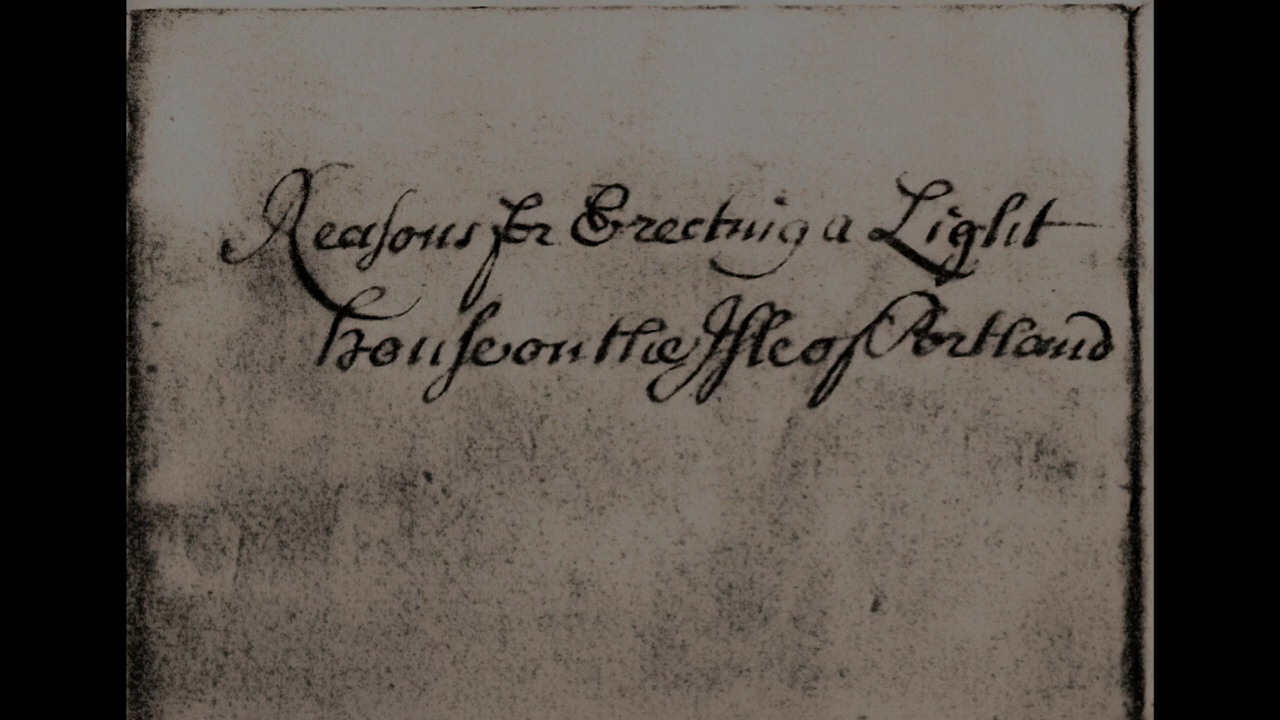 Reasons for Erecting a Light
house on the Isle of Portland